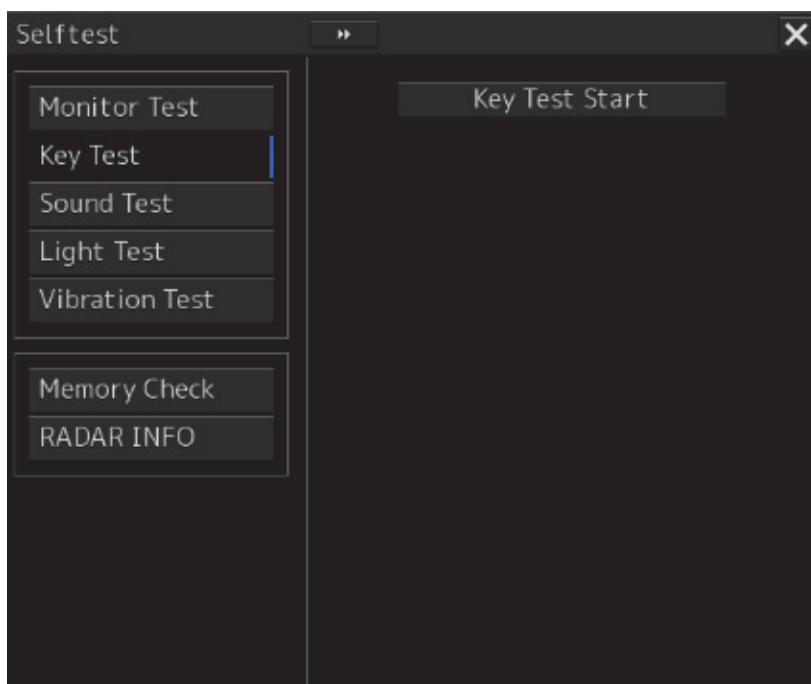 Selftest
Monitor Test
Key Test
Sound Test
Light Test
Vibration Test
Memory Check
RADAR INFO
Key Test Start